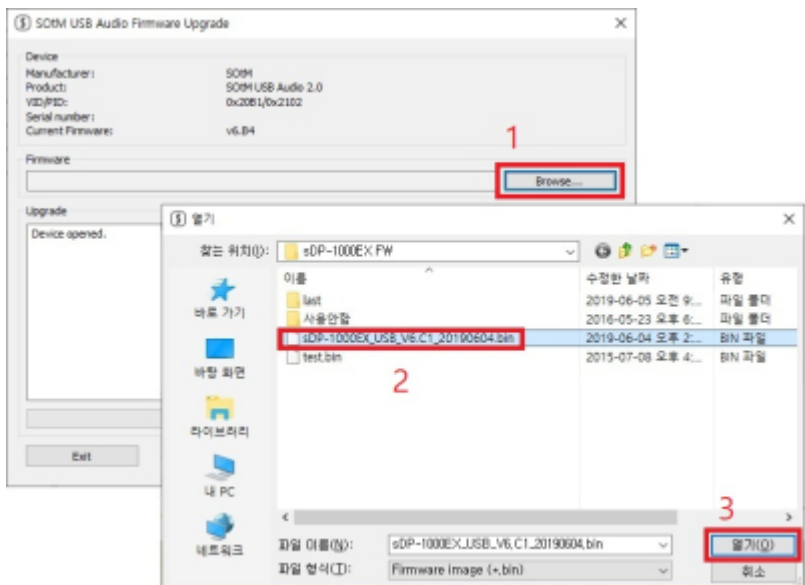 SOtM USB Audio Firmware Upgrade
Device
Manufacturer: SOtM
Product: SOtM USB Audio 2.0
VID/PID: 0x20B1/0x2102
Serial number:
Current Firmware: v6.B4
1
Firmware
Browse...
Upgrade
Device opened.
Exit
열기
찾는 위치(I): sDP-1000EX FW
이름 수정한 날짜 유형
last 2019-06-05 오전 9:... 파일 폴더
사용안함 2016-05-23 오후 6:... 파일 폴더
sDP-1000EX_USB_V6.C1_20190604.bin 2019-06-04 오후 2:... BIN 파일
test.bin 2015-07-08 오후 4:... BIN 파일
2
바로 가기
바탕 화면
라이브러리
내 PC
네트워크
3
파일 이름(N): sDP-1000EX_USB_V6.C1_20190604.bin 열기(O)
파일 형식(T): Firmware Image (*.bin) 취소